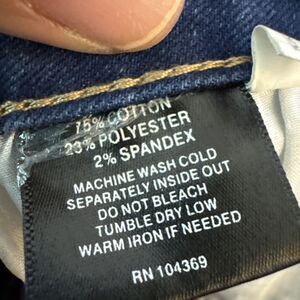 75% COTTON
23% POLYESTER
2% SPANDEX
MACHINE WASH COLD
SEPARATELY INSIDE OUT
DO NOT BLEACH
TUMBLE DRY LOW
WARM IRON IF NEEDED
RN 104369